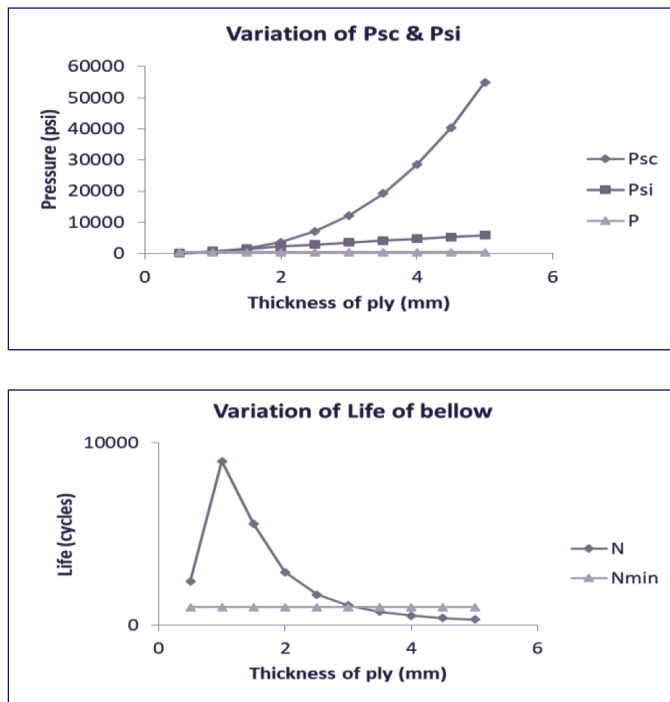 Variation of Psc & Psi
Pressure (psi)
60000
50000
40000
30000
20000
10000
0
0 2 4 6
Thickness of ply (mm)
Psc
Psi
P
Variation of Life of bellow
Life (cycles)
10000
0
0 2 4 6
Thickness of ply (mm)
N
Nmin